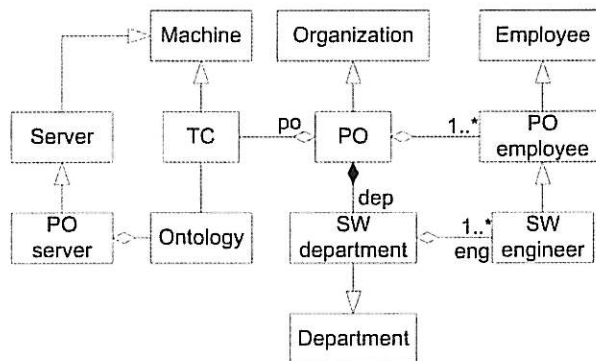 Machine
Organization
Employee
Server
TC
po
PO
1..*
PO
employee
dep
PO
server
Ontology
SW
department
1..*
eng
SW
engineer
Department